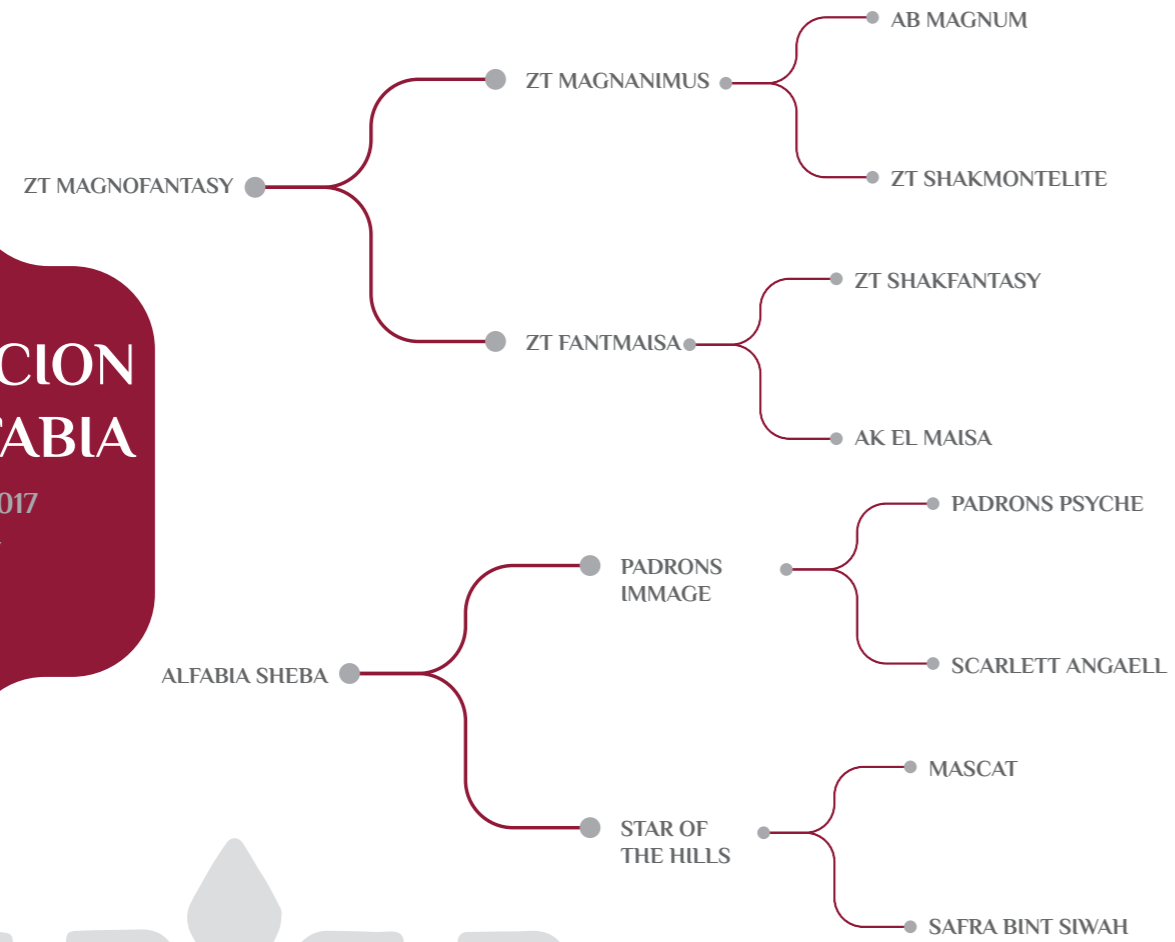 AB MAGNUM
ZT MAGNANIMUS
ZT SHAKMONTELITE
ZT MAGNOFANTASY
ZT SHAKFANTASY
ZT FANTMAISA
AK EL MAISA
CION
ABIA
017
PADRONS PSYCHE
PADRONS
IMMAGE
SCARLETT ANGAELL
ALFABIA SHEBA
MASCAT
STAR OF
THE HILLS
SAFRA BINT SIWAH